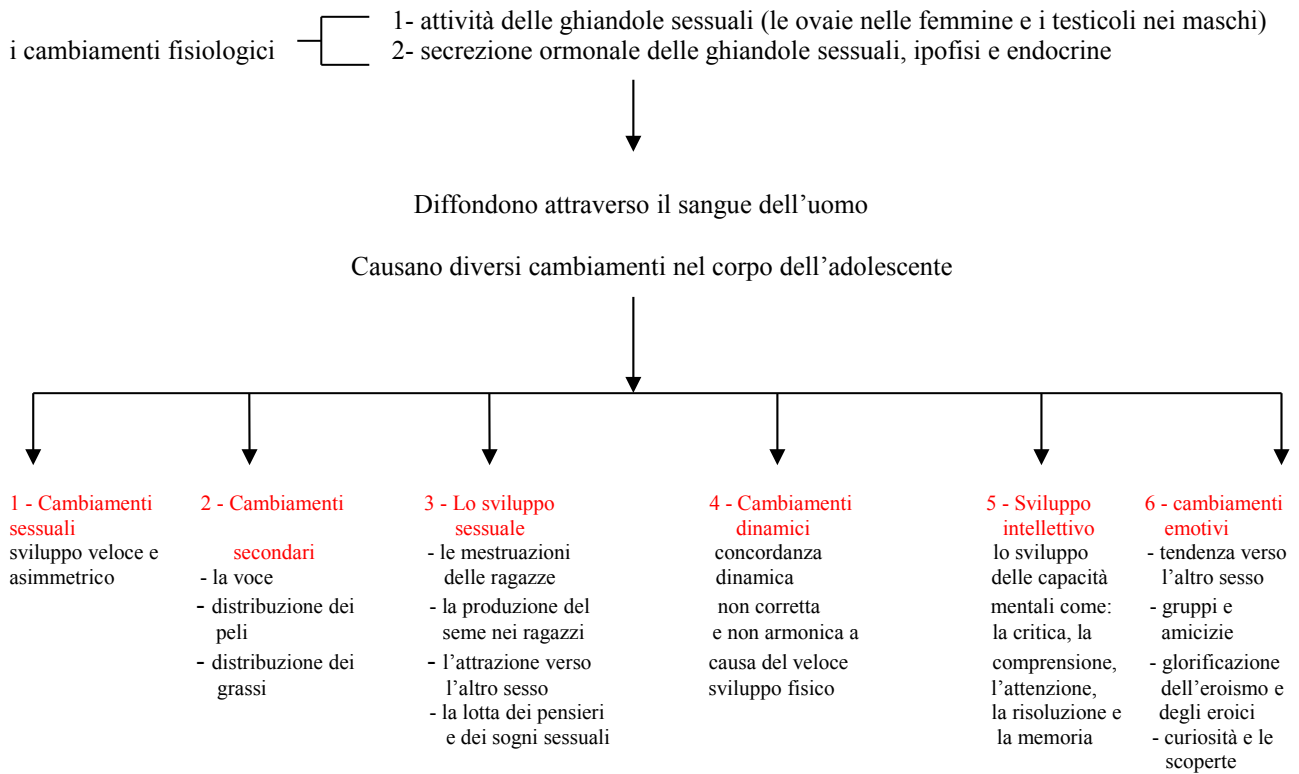 i cambiamenti fisiologici
1- attività delle ghiandole sessuali (le ovaie nelle femmine e i testicoli nei maschi)
2- secrezione ormonale delle ghiandole sessuali, ipofisi e endocrine
Diffondono attraverso il sangue dell’uomo
Causano diversi cambiamenti nel corpo dell’adolescente
1 - Cambiamenti
sessuali
sviluppo veloce e
asimmetrico
2 - Cambiamenti
secondari
- la voce
- distribuzione dei
peli
- distribuzione dei
grassi
3 - Lo sviluppo
sessuale
- le mestruazioni
delle ragazze
- la produzione del
seme nei ragazzi
- l’attrazione verso
l’altro sesso
- la lotta dei pensieri
e dei sogni sessuali
4 - Cambiamenti
dinamici
concordanza
dinamica
non corretta
e non armonica a
causa del veloce
sviluppo fisico
5 - Sviluppo
intellettivo
lo sviluppo
delle capacità
mentali come:
la critica, la
comprensione,
l’attenzione,
la risoluzione e
la memoria
6 - cambiamenti
emotivi
- tendenza verso
l’altro sesso
- gruppi e
amicizie
- glorificazione
dell’eroismo e
degli eroici
- curiosità e le
scoperte